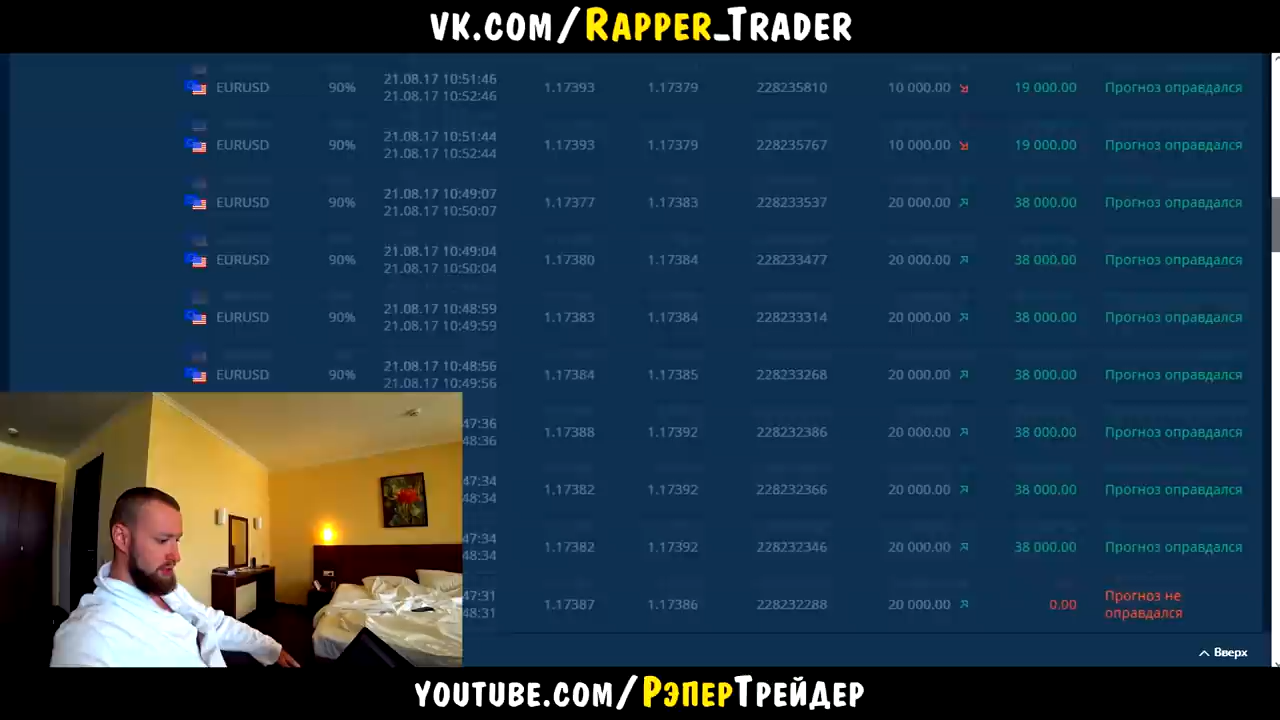 vk.com/Rapper_Trader
EURUSD 90% 21.08.17 10:51:46 1.17393 1.17379 228235810 10 000.00 19 000.00 Прогноз оправдался
21.08.17 10:52:46
EURUSD 90% 21.08.17 10:51:44 1.17393 1.17379 228235767 10 000.00 19 000.00 Прогноз оправдался
21.08.17 10:52:44
EURUSD 90% 21.08.17 10:49:07 1.17377 1.17383 228233537 20 000.00 38 000.00 Прогноз оправдался
21.08.17 10:50:07
EURUSD 90% 21.08.17 10:49:04 1.17380 1.17384 228233477 20 000.00 38 000.00 Прогноз оправдался
21.08.17 10:50:04
EURUSD 90% 21.08.17 10:48:59 1.17383 1.17384 228233314 20 000.00 38 000.00 Прогноз оправдался
21.08.17 10:49:59
EURUSD 90% 21.08.17 10:48:56 1.17384 1.17385 228233268 20 000.00 38 000.00 Прогноз оправдался
21.08.17 10:49:56
47:36 1.17388 1.17392 228232386 20 000.00 38 000.00 Прогноз оправдался
48:36
47:34 1.17382 1.17392 228232366 20 000.00 38 000.00 Прогноз оправдался
48:34
47:34 1.17382 1.17392 228232346 20 000.00 38 000.00 Прогноз оправдался
48:34
47:31 1.17387 1.17386 228232288 20 000.00 0.00 Прогноз не
48:31 оправдался
Вверх
youtube.com/РэперТрейдер